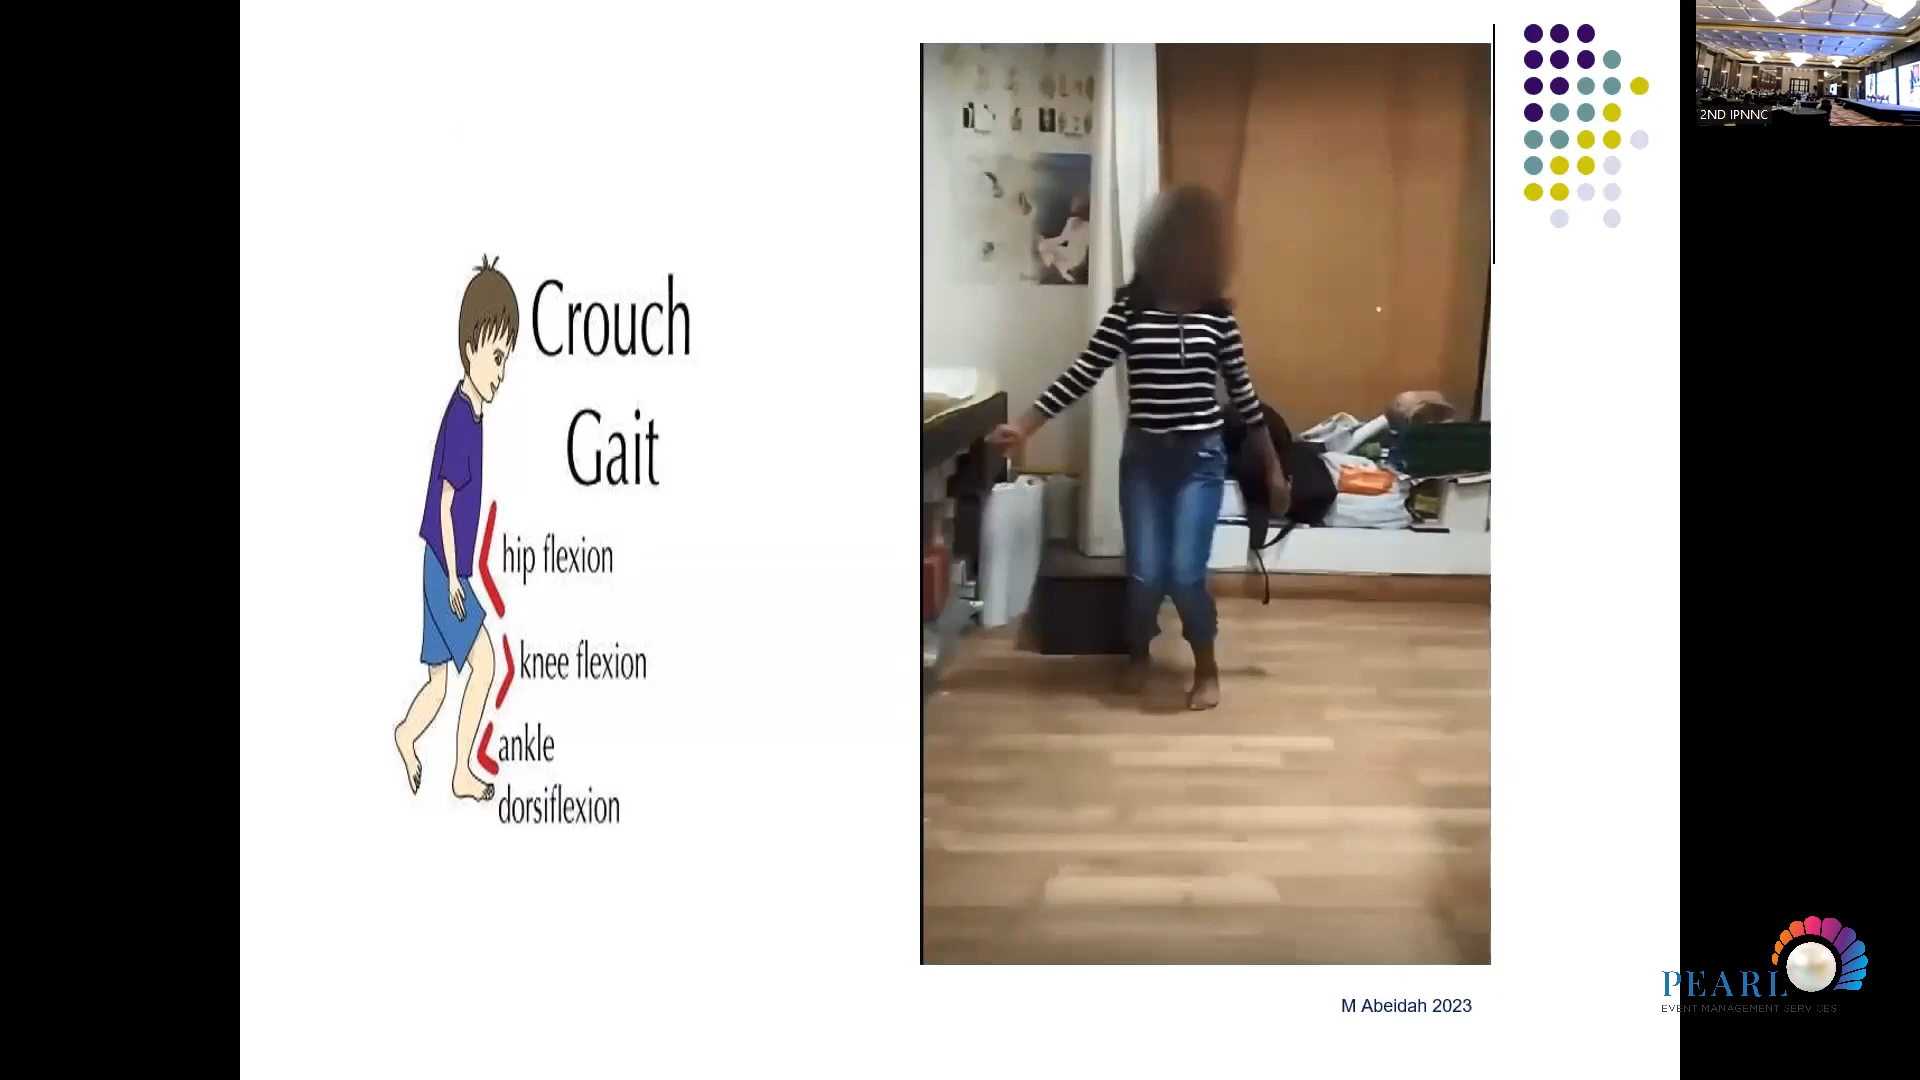 Crouch
Gait
hip flexion
knee flexion
ankle
dorsiflexion
M Abeidah 2023
2ND IPNNC
PEARL
EVENT MANAGEMENT SERVICES